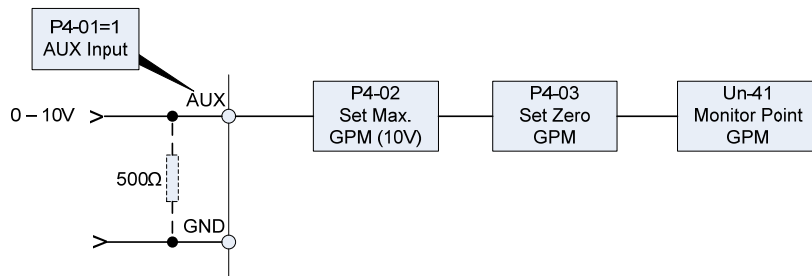 P4-01=1
AUX Input
AUX
0 – 10V
500Ω
GND
P4-02
Set Max.
GPM (10V)
P4-03
Set Zero
GPM
Un-41
Monitor Point
GPM